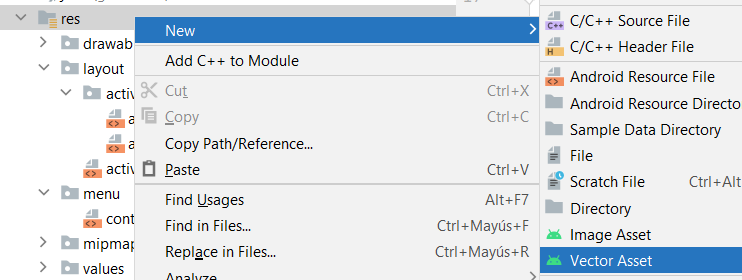 res
drawab
layout
activ
a
a
activ
menu
cont
mipmap
values
New
Add C++ to Module
Cut Ctrl+X
Copy Ctrl+C
Copy Path/Reference...
Paste Ctrl+V
Find Usages Alt+F7
Find in Files... Ctrl+Mayús+F
Replace in Files... Ctrl+Mayús+R
Analyze
C/C++ Source File
C/C++ Header File
Android Resource File
Android Resource Directo
Sample Data Directory
File
Scratch File Ctrl+Alt
Directory
Image Asset
Vector Asset